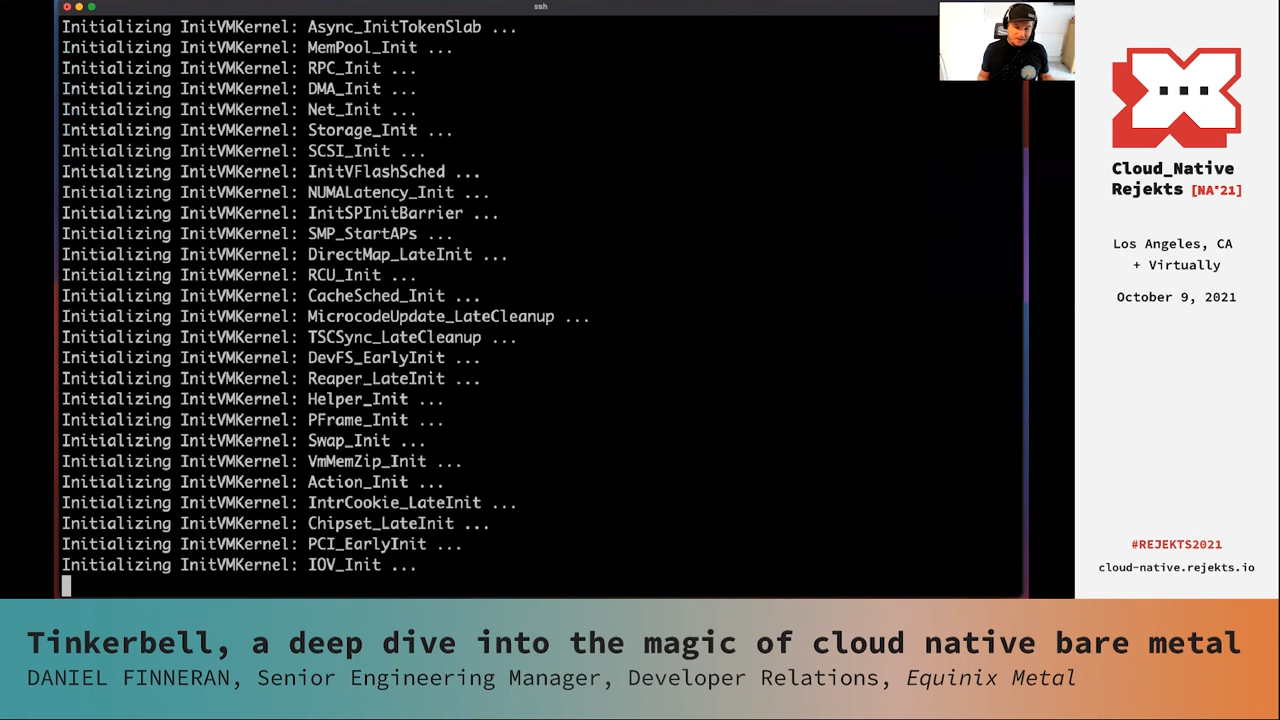 ssh
Initializing InitVMKernel: Async_InitTokenSlab ...
Initializing InitVMKernel: MemPool_Init ...
Initializing InitVMKernel: RPC_Init ...
Initializing InitVMKernel: DMA_Init ...
Initializing InitVMKernel: Net_Init ...
Initializing InitVMKernel: Storage_Init ...
Initializing InitVMKernel: SCSI_Init ...
Initializing InitVMKernel: InitVFlashSched ...
Initializing InitVMKernel: NUMALatency_Init ...
Initializing InitVMKernel: InitSPInitBarrier ...
Initializing InitVMKernel: SMP_StartAPs ...
Initializing InitVMKernel: DirectMap_LateInit ...
Initializing InitVMKernel: RCU_Init ...
Initializing InitVMKernel: CacheSched_Init ...
Initializing InitVMKernel: MicrocodeUpdate_LateCleanup ...
Initializing InitVMKernel: TSCSync_LateCleanup ...
Initializing InitVMKernel: DevFS_EarlyInit ...
Initializing InitVMKernel: Reaper_LateInit ...
Initializing InitVMKernel: Helper_Init ...
Initializing InitVMKernel: PFrame_Init ...
Initializing InitVMKernel: Swap_Init ...
Initializing InitVMKernel: VmMemZip_Init ...
Initializing InitVMKernel: Action_Init ...
Initializing InitVMKernel: IntrCookie_LateInit ...
Initializing InitVMKernel: Chipset_LateInit ...
Initializing InitVMKernel: PCI_EarlyInit ...
Initializing InitVMKernel: IOV_Init ...
Cloud_Native
Rejekts [NA'21]
Los Angeles, CA
+ Virtually
October 9, 2021
#REJEKTS2021
cloud-native.rejekts.io
Tinkerbell, a deep dive into the magic of cloud native bare metal
DANIEL FINNERAN, Senior Engineering Manager, Developer Relations, Equinix Metal